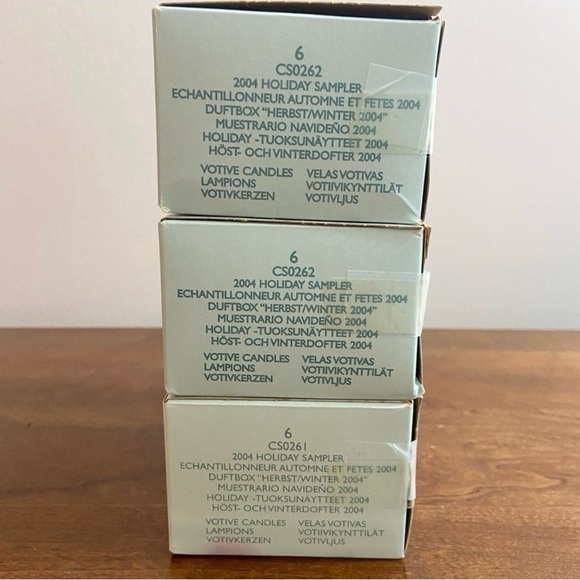 6
CS0262
2004 HOLIDAY SAMPLER
ECHANTILLONNEUR AUTOMNE ET FETES 2004
DUFTBOX "HERBST/WINTER 2004"
MUESTRARIO NAVIDEÑO 2004
HOLIDAY -TUOKSUNÄYTTEET 2004
HÖST- OCH VINTERDOFTER 2004
VOTIVE CANDLES VELAS VOTIVAS
LAMPIONS VOTIIVIKYNTTILÄT
VOTIVKERZEN VOTIVLJUS
6
CS0262
2004 HOLIDAY SAMPLER
ECHANTILLONNEUR AUTOMNE ET FETES 2004
DUFTBOX "HERBST/WINTER 2004"
MUESTRARIO NAVIDEÑO 2004
HOLIDAY -TUOKSUNÄYTTEET 2004
HÖST- OCH VINTERDOFTER 2004
VOTIVE CANDLES VELAS VOTIVAS
LAMPIONS VOTIIVIKYNTTILÄT
VOTIVKERZEN VOTIVLJUS
6
CS0261
2004 HOLIDAY SAMPLER
ECHANTILLONNEUR AUTOMNE ET FETES 2004
DUFTBOX "HERBST/WINTER 2004"
MUESTRARIO NAVIDEÑO 2004
HOLIDAY -TUOKSUNÄYTTEET 2004
HÖST- OCH VINTERDOFTER 2004
VOTIVE CANDLES VELAS VOTIVAS
LAMPIONS VOTIIVIKYNTTILÄT
VOTIVKERZEN VOTIVLJUS